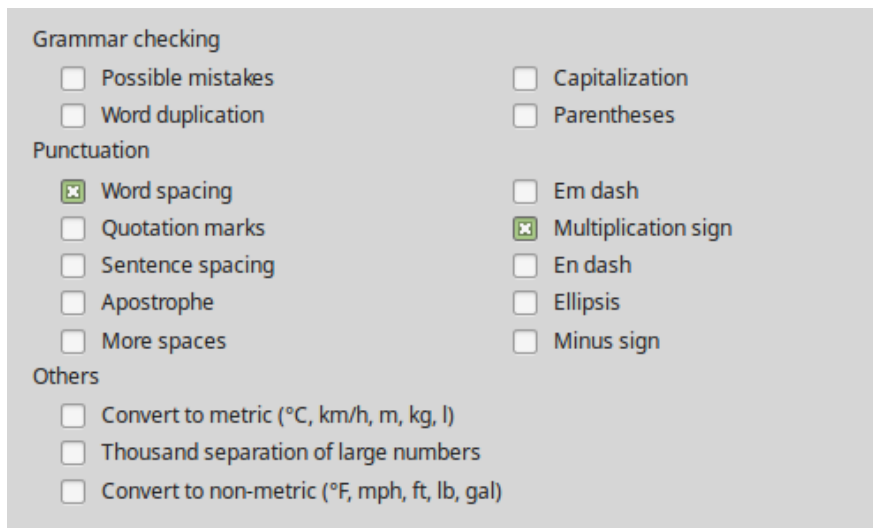 Grammar checking
Possible mistakes Capitalization
Word duplication Parentheses
Punctuation
Word spacing Em dash
Quotation marks Multiplication sign
Sentence spacing En dash
Apostrophe Ellipsis
More spaces Minus sign
Others
Convert to metric (°C, km/h, m, kg, l)
Thousand separation of large numbers
Convert to non-metric (°F, mph, ft, lb, gal)